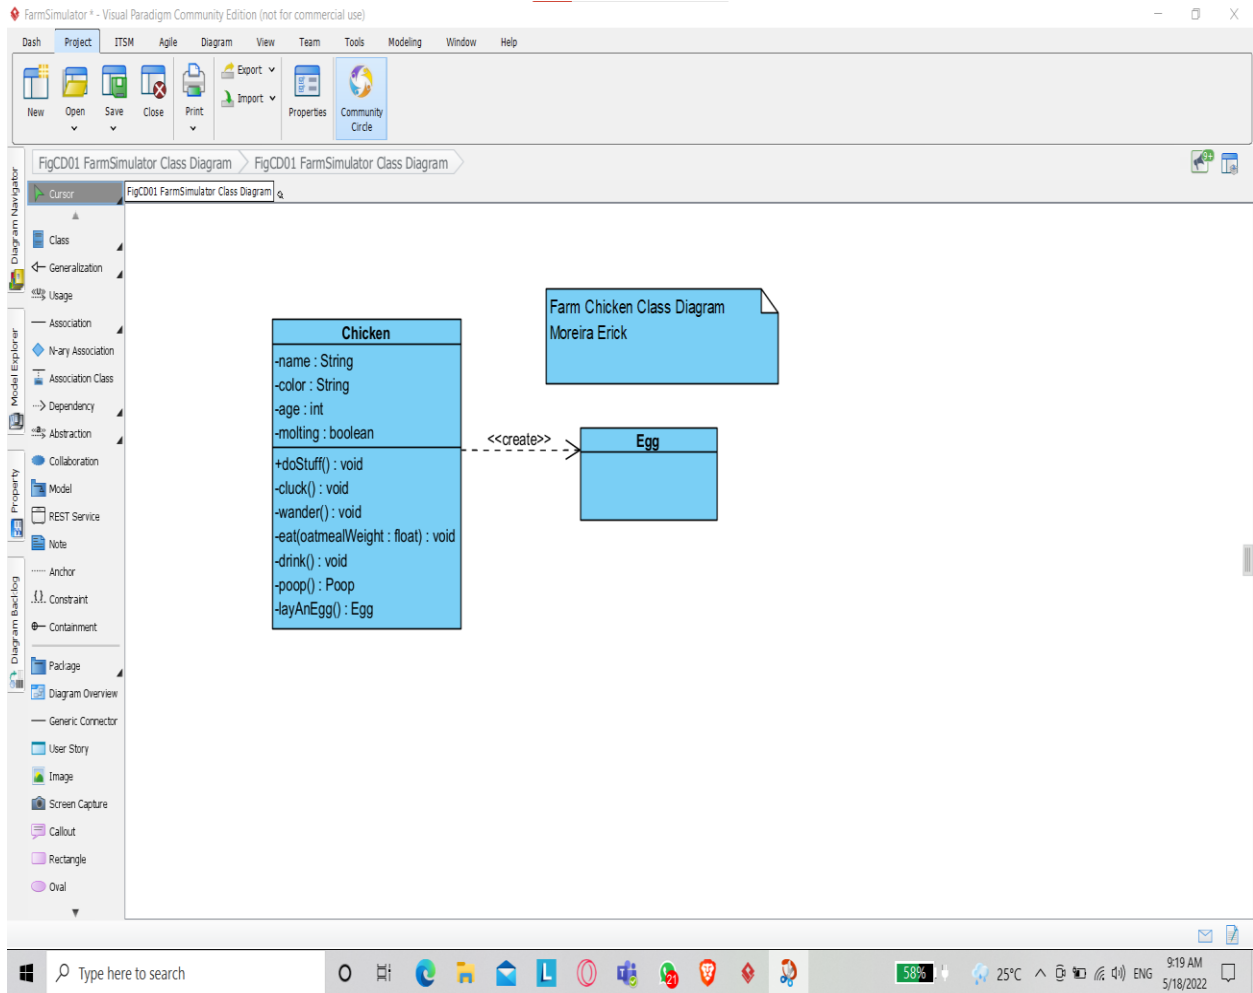 FarmSimulator * - Visual Paradigm Community Edition (not for commercial use)
Dash Project ITSM Agile Diagram View Team Tools Modeling Window Help
New Open Save Close Print Export Import Properties Community Circle
FigCD01 FarmSimulator Class Diagram FigCD01 FarmSimulator Class Diagram
9+
Diagram Navigator
Model Explorer
Property
Diagram Backlog
Cursor
Class
Generalization
<<U>> Usage
Association
N-ary Association
Association Class
Dependency
<<a>> Abstraction
Collaboration
Model
REST Service
Note
Anchor
{} Constraint
Containment
Package
Diagram Overview
Generic Connector
User Story
Image
Screen Capture
Callout
Rectangle
Oval
FigCD01 FarmSimulator Class Diagram
Farm Chicken Class Diagram
Moreira Erick
Chicken
-name : String
-color : String
-age : int
-molting : boolean
+doStuff() : void
-cluck() : void
-wander() : void
-eat(oatmealWeight : float) : void
-drink() : void
-poop() : Poop
-layAnEgg() : Egg
<<create>>
Egg
Type here to search
L
21
58%
25°C
ENG
9:19 AM
5/18/2022